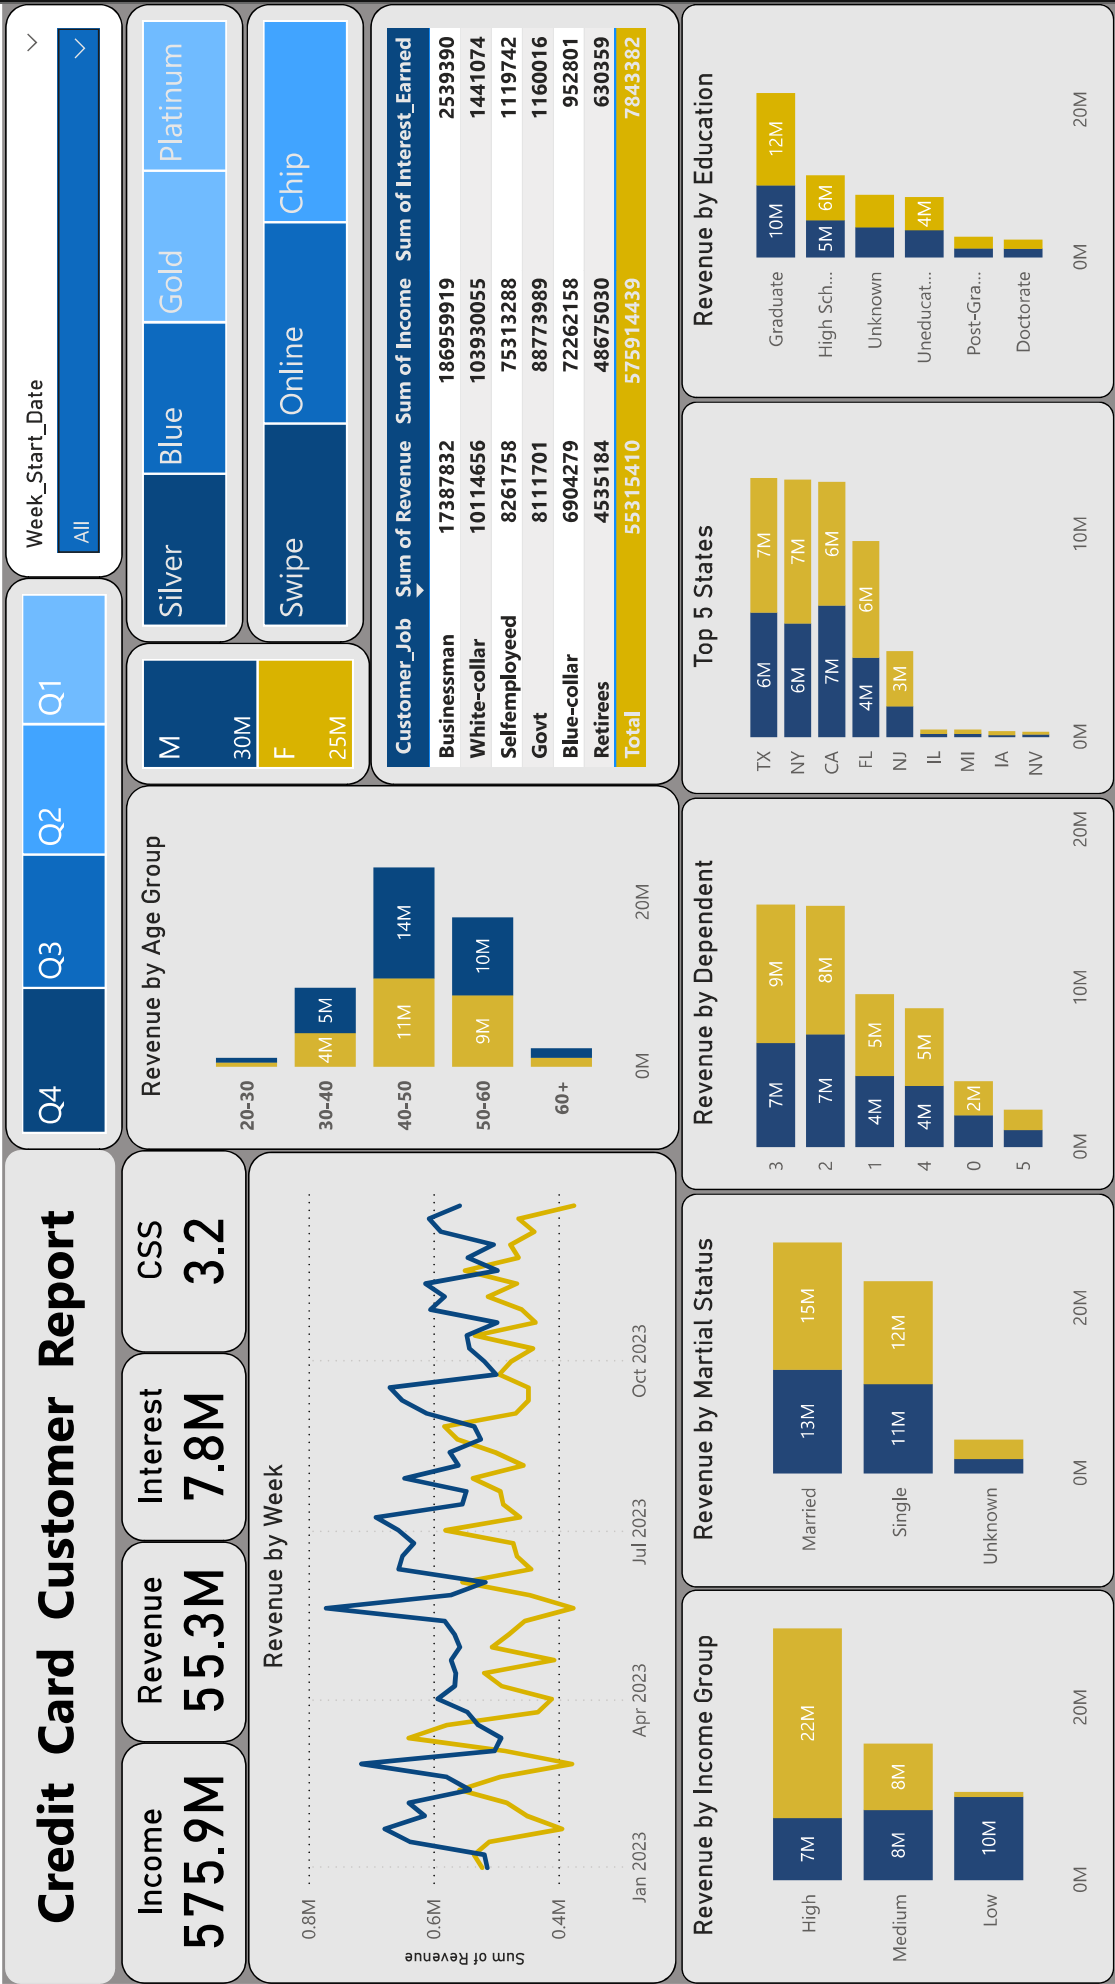 Credit Card Customer Report
Q4
Q3
Q2
Q1
Week_Start_Date
All
Income
575.9M
Revenue
55.3M
Interest
7.8M
CSS
3.2
Revenue by Age Group
20-30
30-40
4M
5M
40-50
11M
14M
50-60
9M
10M
60+
0M
20M
M
30M
F
25M
Silver
Blue
Gold
Platinum
Swipe
Online
Chip
Revenue by Week
Sum of Revenue
0.8M
0.6M
0.4M
Jan 2023
Apr 2023
Jul 2023
Oct 2023
Customer_Job Sum of Revenue Sum of Income Sum of Interest_Earned
Businessman 17387832 186959919 2539390
White-collar 10114656 103930055 1441074
Selfemployeed 8261758 75313288 1119742
Govt 8111701 88773989 1160016
Blue-collar 6904279 72262158 952801
Retirees 4535184 48675030 630359
Total 55315410 575914439 7843382
Revenue by Income Group
High
7M
22M
Medium
8M
8M
Low
10M
0M
20M
Revenue by Martial Status
Married
13M
15M
Single
11M
12M
Unknown
0M
20M
Revenue by Dependent
3
7M
9M
2
7M
8M
1
4M
5M
4
4M
5M
0
2M
5
0M
10M
20M
Top 5 States
TX
6M
7M
NY
6M
7M
CA
7M
6M
FL
4M
6M
NJ
3M
IL
MI
IA
NV
0M
10M
Revenue by Education
Graduate
10M
12M
High Sch...
5M
6M
Unknown
Uneducat...
4M
Post-Gra...
Doctorate
0M
20M